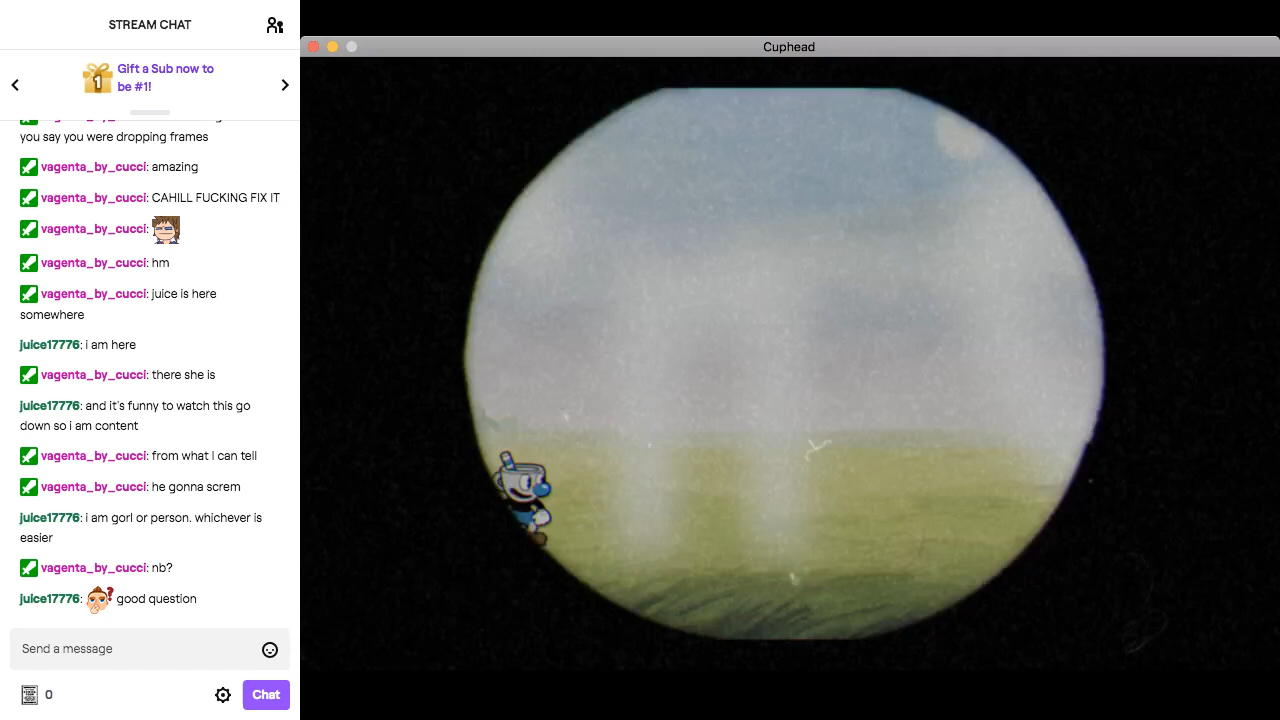 STREAM CHAT
Gift a Sub now to
be #1!
1
you say you were dropping frames
vagenta_by_cucci: amazing
vagenta_by_cucci: CAHILL FUCKING FIX IT
vagenta_by_cucci:
vagenta_by_cucci: hm
vagenta_by_cucci: juice is here
somewhere
juice17776: i am here
vagenta_by_cucci: there she is
juice17776: and it's funny to watch this go
down so i am content
vagenta_by_cucci: from what I can tell
vagenta_by_cucci: he gonna screm
juice17776: i am gorl or person. whichever is
easier
vagenta_by_cucci: nb?
juice17776: good question
Send a message
0
Chat
Cuphead